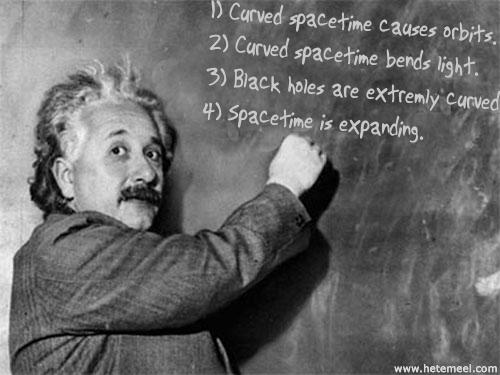 1) Curved spacetime causes orbits.
2) Curved spacetime bends light.
3) Black holes are extremly curved
4) Spacetime is expanding.
www.hetemeel.com